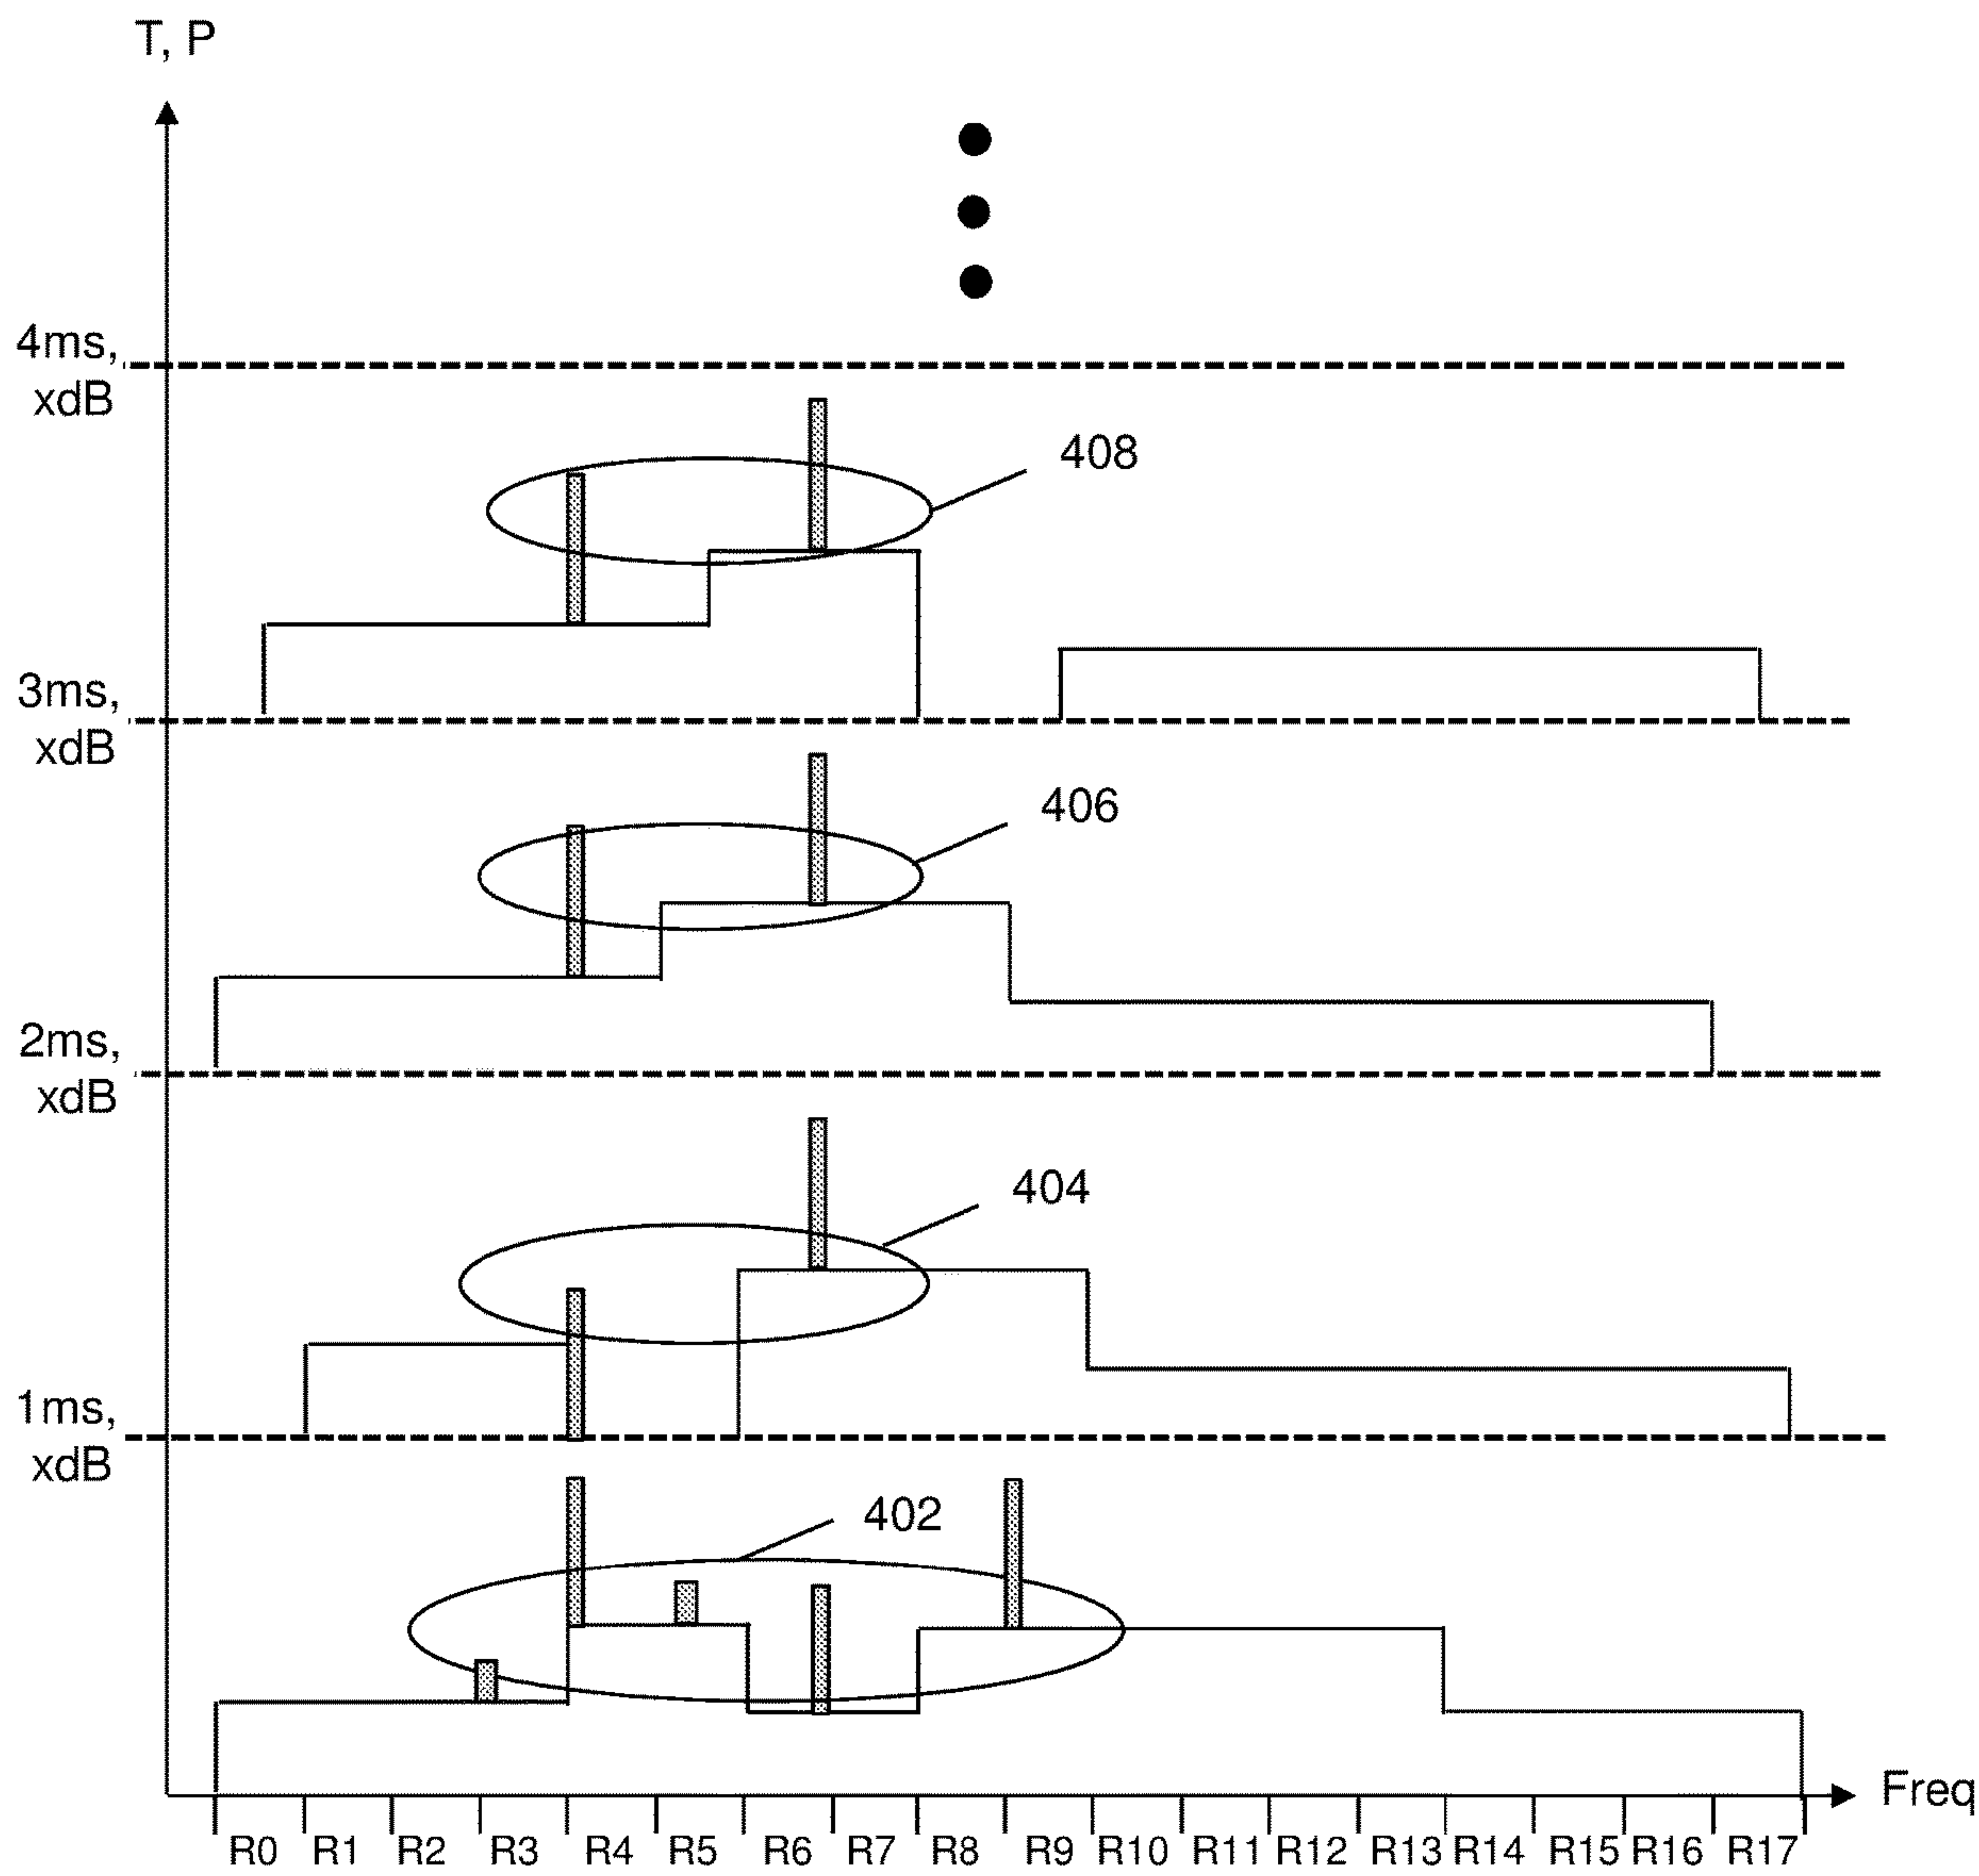 T, P
4ms,
xdB
408
3ms,
xdB
406
2ms,
xdB
404
1ms,
xdB
402
Freq
R0 R1 R2 R3 R4 R5 R6 R7 R8 R9 R10 R11 R12 R13 R14 R15 R16 R17